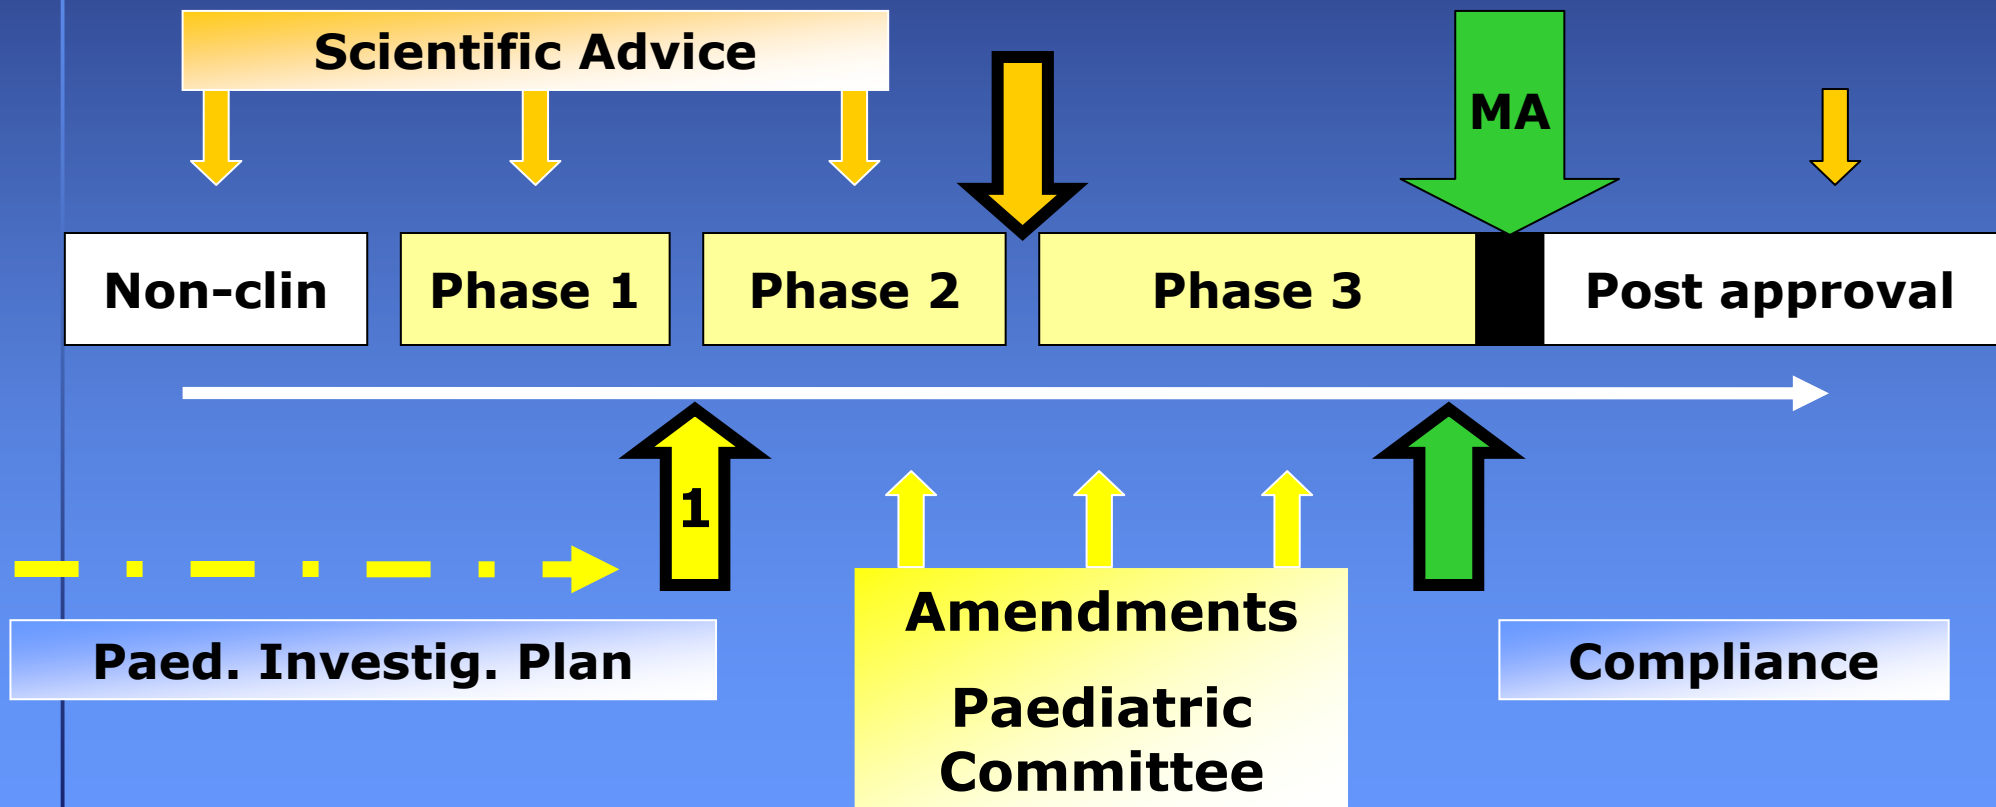 Scientific Advice
MA
Non-clin
Phase 1
Phase 2
Phase 3
Post approval
1
Paed. Investig. Plan
Amendments
Paediatric
Committee
Compliance